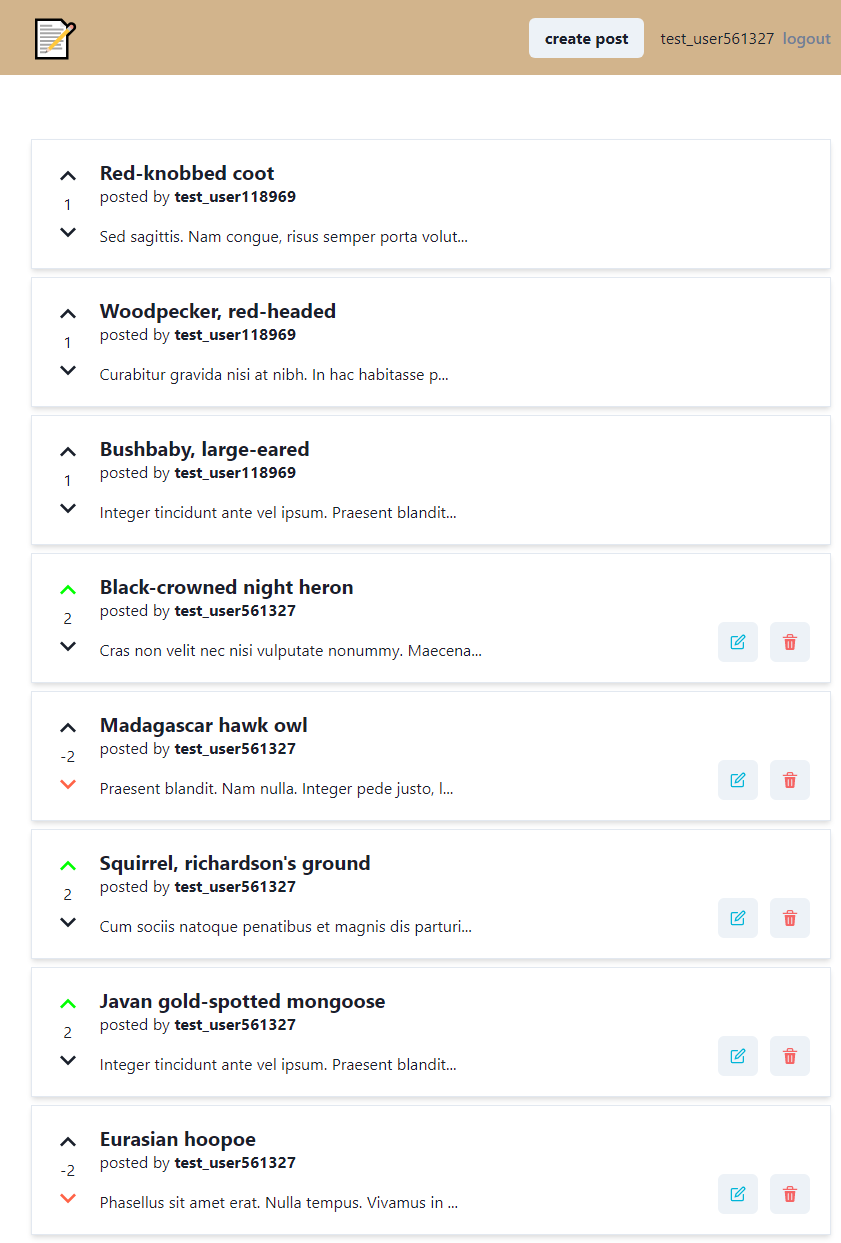 create post test_user561327 logout
Red-knobbed coot
posted by test_user118969
1
Sed sagittis. Nam congue, risus semper porta volut...
Woodpecker, red-headed
posted by test_user118969
1
Curabitur gravida nisi at nibh. In hac habitasse p...
Bushbaby, large-eared
posted by test_user118969
1
Integer tincidunt ante vel ipsum. Praesent blandit...
Black-crowned night heron
posted by test_user561327
2
Cras non velit nec nisi vulputate nonummy. Maecena...
Madagascar hawk owl
posted by test_user561327
-2
Praesent blandit. Nam nulla. Integer pede justo, l...
Squirrel, richardson's ground
posted by test_user561327
2
Cum sociis natoque penatibus et magnis dis parturi...
Javan gold-spotted mongoose
posted by test_user561327
2
Integer tincidunt ante vel ipsum. Praesent blandit...
Eurasian hoopoe
posted by test_user561327
-2
Phasellus sit amet erat. Nulla tempus. Vivamus in ...